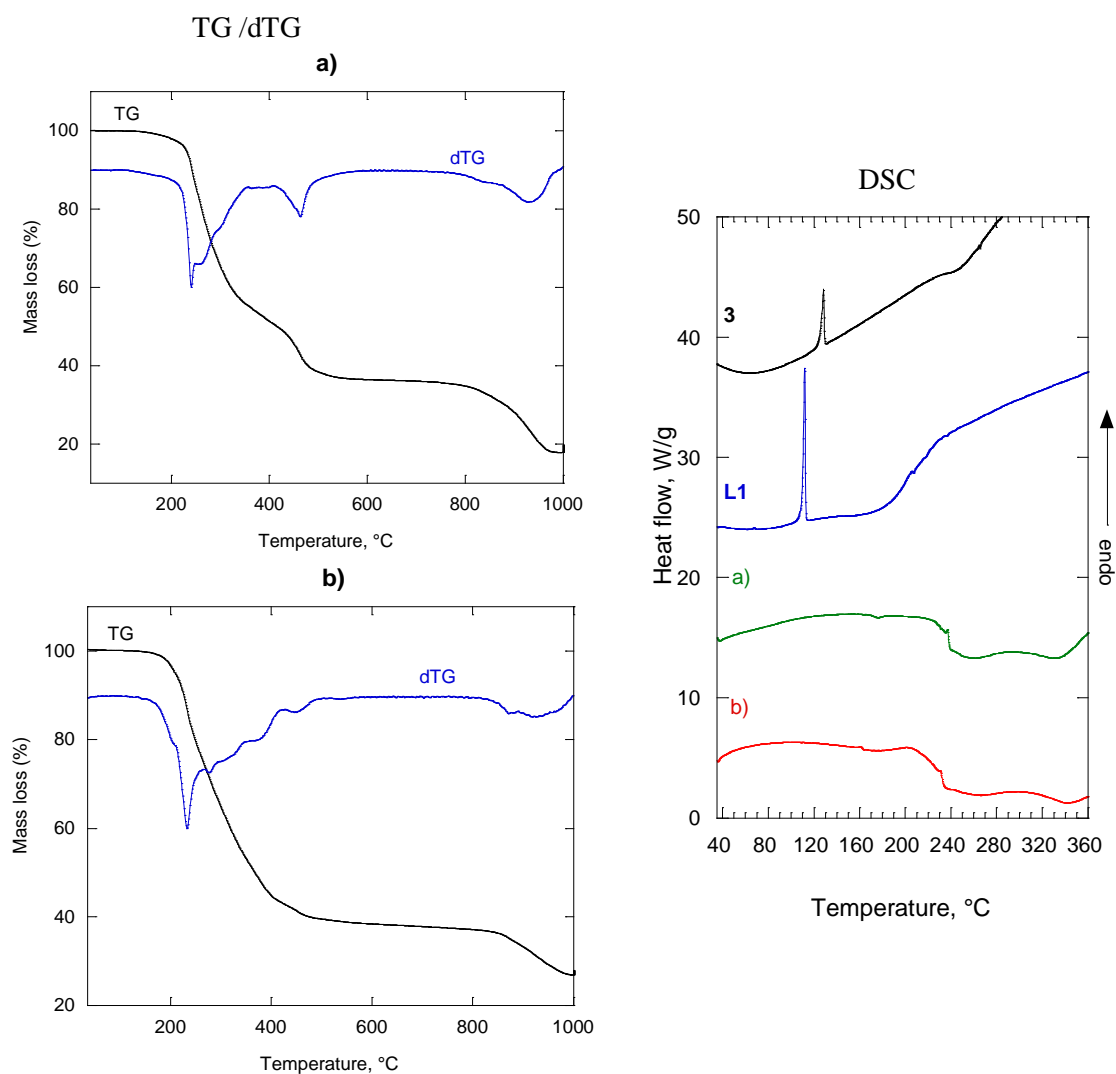 TG /dTG
a)
TG
dTG
100
80
60
40
20
Mass loss (%)
200
400
600
800
1000
Temperature, °C
b)
TG
dTG
100
80
60
40
20
Mass loss (%)
200
400
600
800
1000
Temperature, °C
DSC
50
40
30
20
10
0
Heat flow, W/g
3
L1
a)
b)
endo
40
80
120
160
200
240
280
320
360
Temperature, °C